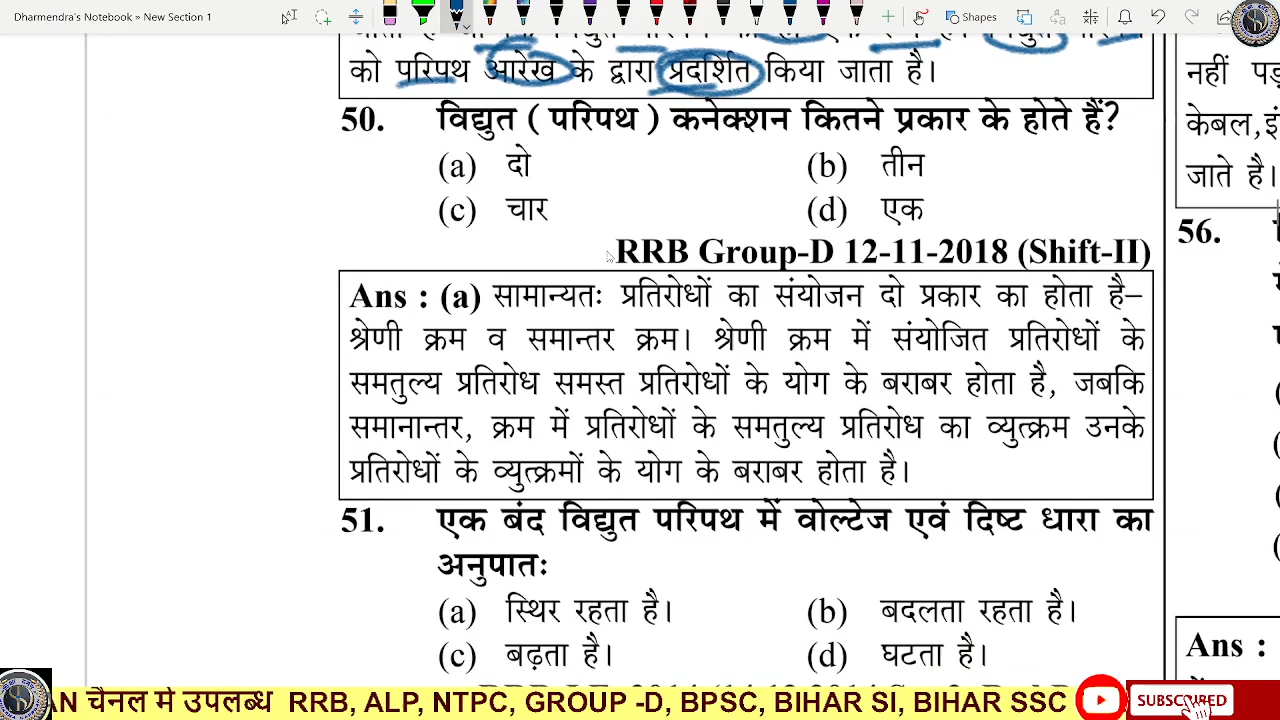 Dharmendra's Notebook » New Section 1
Shapes
को परिपथ आरेख के द्वारा प्रदर्शित किया जाता है।
50. विद्युत ( परिपथ ) कनेक्शन कितने प्रकार के होते हैं?
(a) दो (b) तीन
(c) चार (d) एक
RRB Group-D 12-11-2018 (Shift-II)
Ans : (a) सामान्यतः प्रतिरोधों का संयोजन दो प्रकार का होता है–
श्रेणी क्रम व समान्तर क्रम। श्रेणी क्रम में संयोजित प्रतिरोधों के
समतुल्य प्रतिरोध समस्त प्रतिरोधों के योग के बराबर होता है, जबकि
समानान्तर, क्रम में प्रतिरोधों के समतुल्य प्रतिरोध का व्युत्क्रम उनके
प्रतिरोधों के व्युत्क्रमों के योग के बराबर होता है।
51. एक बंद विद्युत परिपथ में वोल्टेज एवं दिष्ट धारा का
अनुपातः
(a) स्थिर रहता है। (b) बदलता रहता है।
(c) बढ़ता है। (d) घटता है।
नहीं
केबल,
जाते है।
56.
Ans :
AN चैनल मे उपलब्ध RRB, ALP, NTPC, GROUP -D, BPSC, BIHAR SI, BIHAR SSC
SUBSCRIBED